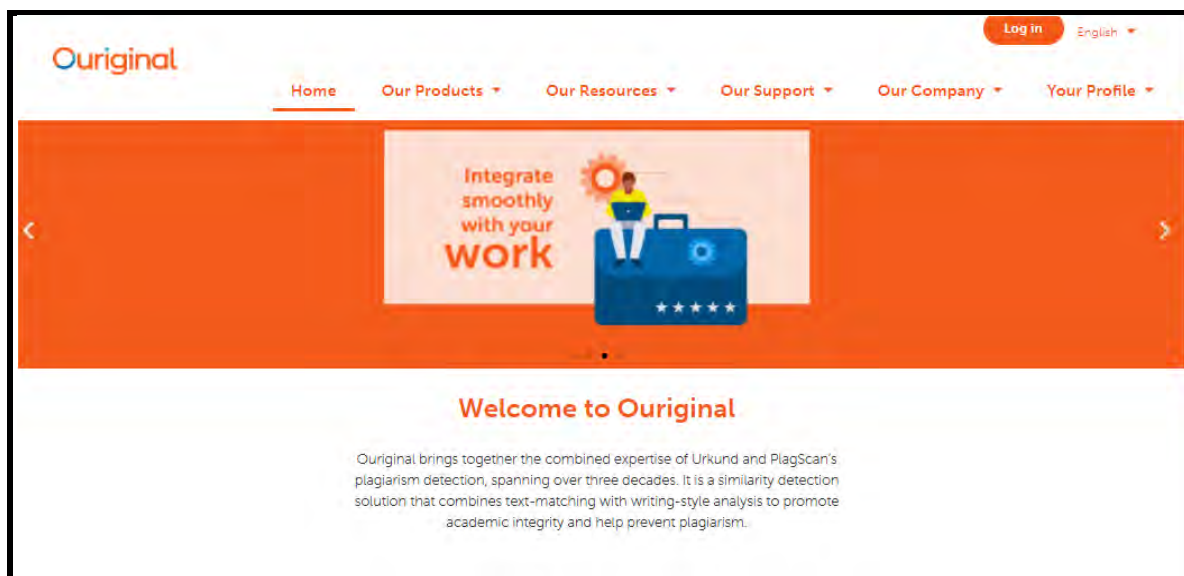 Log in English
Ouriginal
Home Our Products Our Resources Our Support Our Company Your Profile
Integrate
smoothly
with your
work
Welcome to Ouriginal
Ouriginal brings together the combined expertise of Urkund and PlagScan's
plagiarism detection, spanning over three decades. It is a similarity detection
solution that combines text-matching with writing-style analysis to promote
academic integrity and help prevent plagiarism.